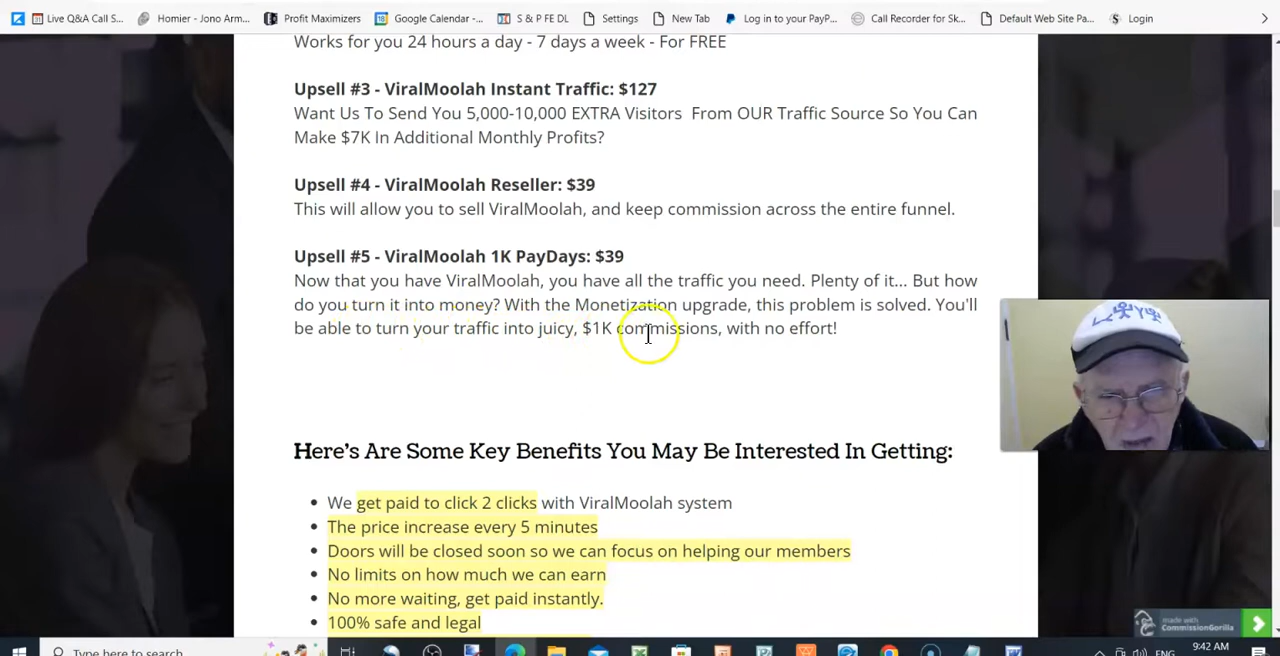 Live Q&A Call S... Homier - Jono Arm... Profit Maximizers Google Calendar -... S & P FE DL Settings New Tab Log in to your PayP... Call Recorder for Sk... Default Web Site Pa... Login
Works for you 24 hours a day - 7 days a week - For FREE
Upsell #3 - ViralMoolah Instant Traffic: $127
Want Us To Send You 5,000-10,000 EXTRA Visitors From OUR Traffic Source So You Can
Make $7K In Additional Monthly Profits?
Upsell #4 - ViralMoolah Reseller: $39
This will allow you to sell ViralMoolah, and keep commission across the entire funnel.
Upsell #5 - ViralMoolah 1K PayDays: $39
Now that you have ViralMoolah, you have all the traffic you need. Plenty of it... But how
do you turn it into money? With the Monetization upgrade, this problem is solved. You'll
be able to turn your traffic into juicy, $1K commissions, with no effort!
Here's Are Some Key Benefits You May Be Interested In Getting:
• We get paid to click 2 clicks with ViralMoolah system
• The price increase every 5 minutes
• Doors will be closed soon so we can focus on helping our members
• No limits on how much we can earn
• No more waiting, get paid instantly.
• 100% safe and legal
made with
CommissionGorilla
Type here to search
ENG
9:42 AM